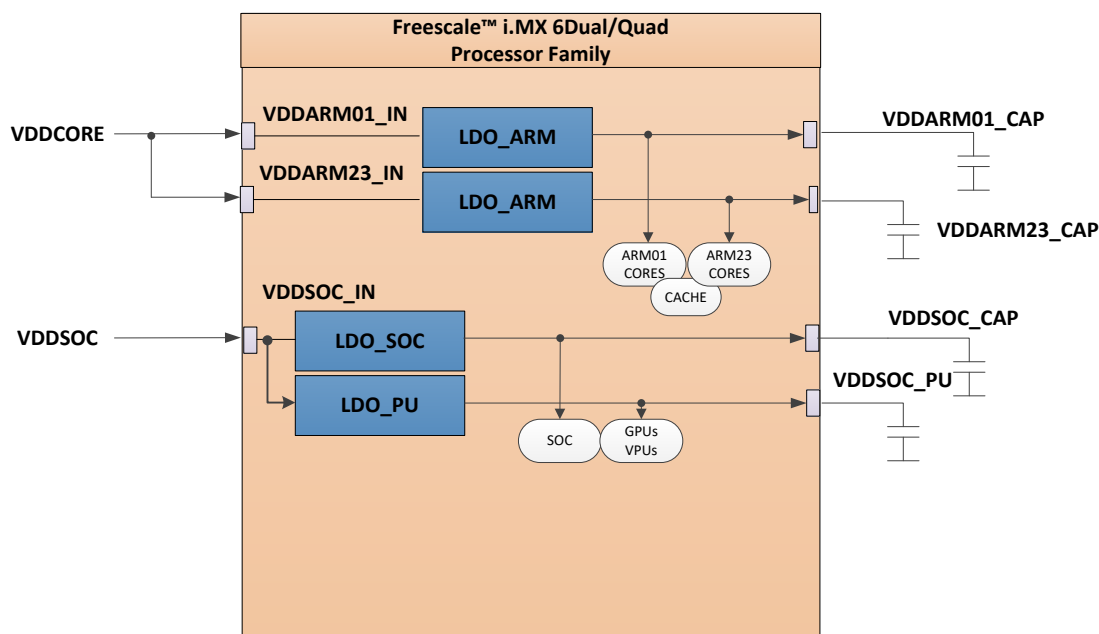 Freescale™ i.MX 6Dual/Quad
Processor Family
VDDCORE
VDDARM01_IN
LDO_ARM
VDDARM01_CAP
VDDARM23_IN
LDO_ARM
VDDARM23_CAP
ARM01
CORES
ARM23
CORES
CACHE
VDDSOC_IN
VDDSOC
LDO_SOC
VDDSOC_CAP
LDO_PU
VDDSOC_PU
SOC
GPUs
VPUs